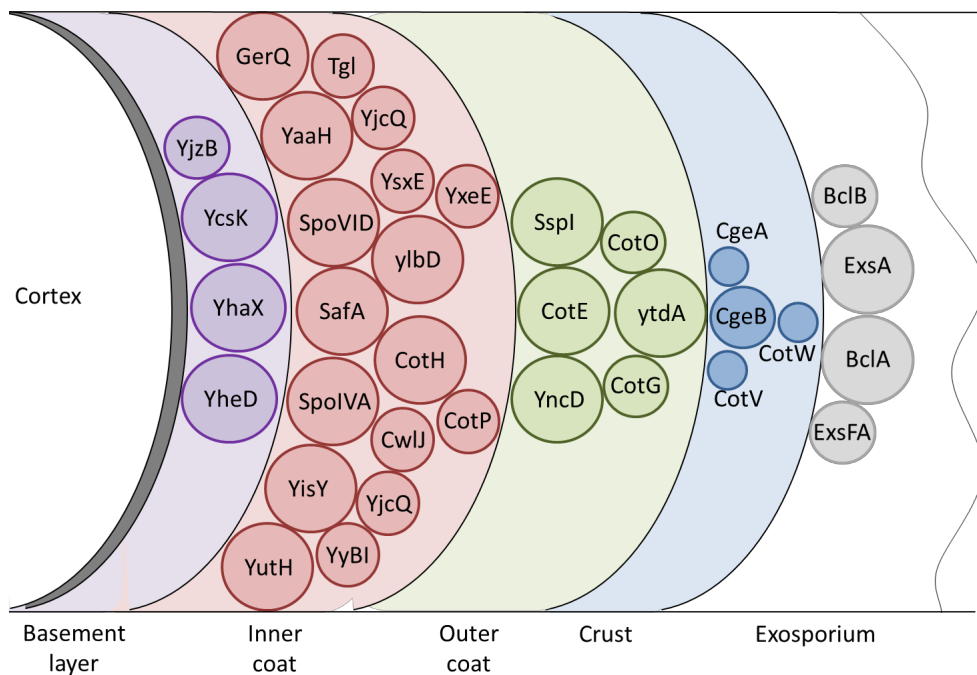 GerQ
Tgl
YjcQ
YaaH
YjzB
YsxE
YxeE
BclB
YcsK
SpoVID
SspI
CotO
CgeA
ylbD
ExsA
Cortex
YhaX
SafA
CotE
ytdA
CgeB
CotW
CotH
BclA
YheD
SpoIVA
YncD
CotG
CotV
CwlJ
CotP
ExsFA
YisY
YjcQ
YutH
YyBI
Basement
layer
Inner
coat
Outer
coat
Crust
Exosporium